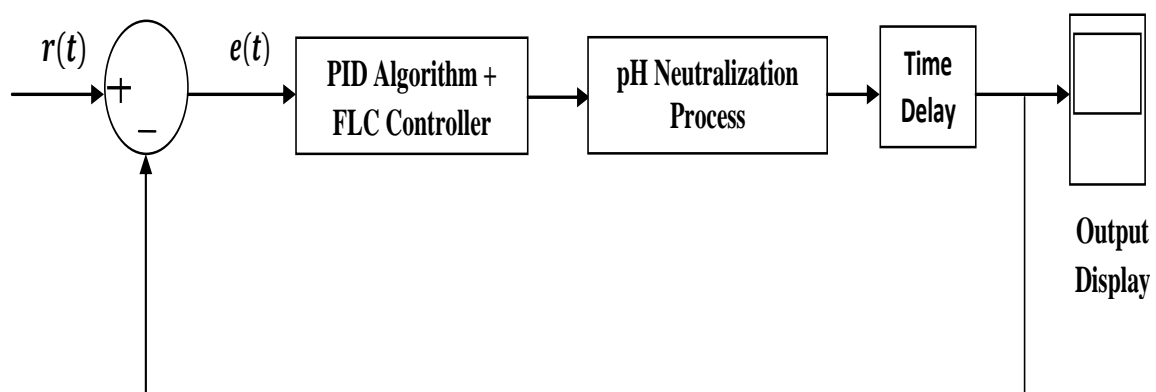 r(t)
e(t)
+
−
PID Algorithm +
FLC Controller
pH Neutralization
Process
Time
Delay
Output
Display